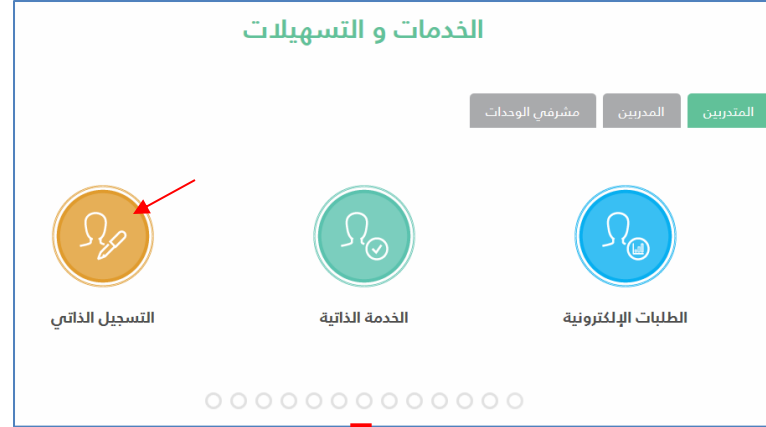 الخدمات و التسهيلات
المتدربين
المدربين
مشرفي الوحدات
الطلبات الإلكترونية
الخدمة الذاتية
التسجيل الذاتي